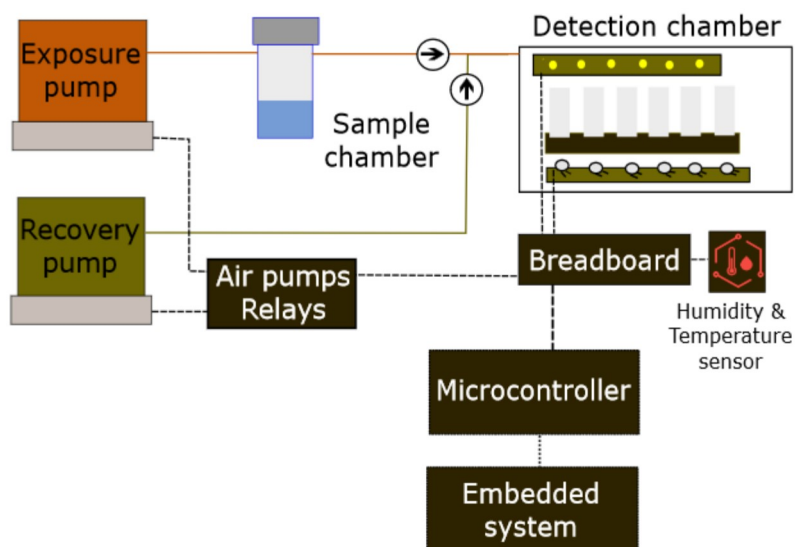 Detection chamber
Exposure
pump
Sample
chamber
Recovery
pump
Air pumps
Relays
Breadboard
Humidity &
Temperature
sensor
Microcontroller
Embedded
system